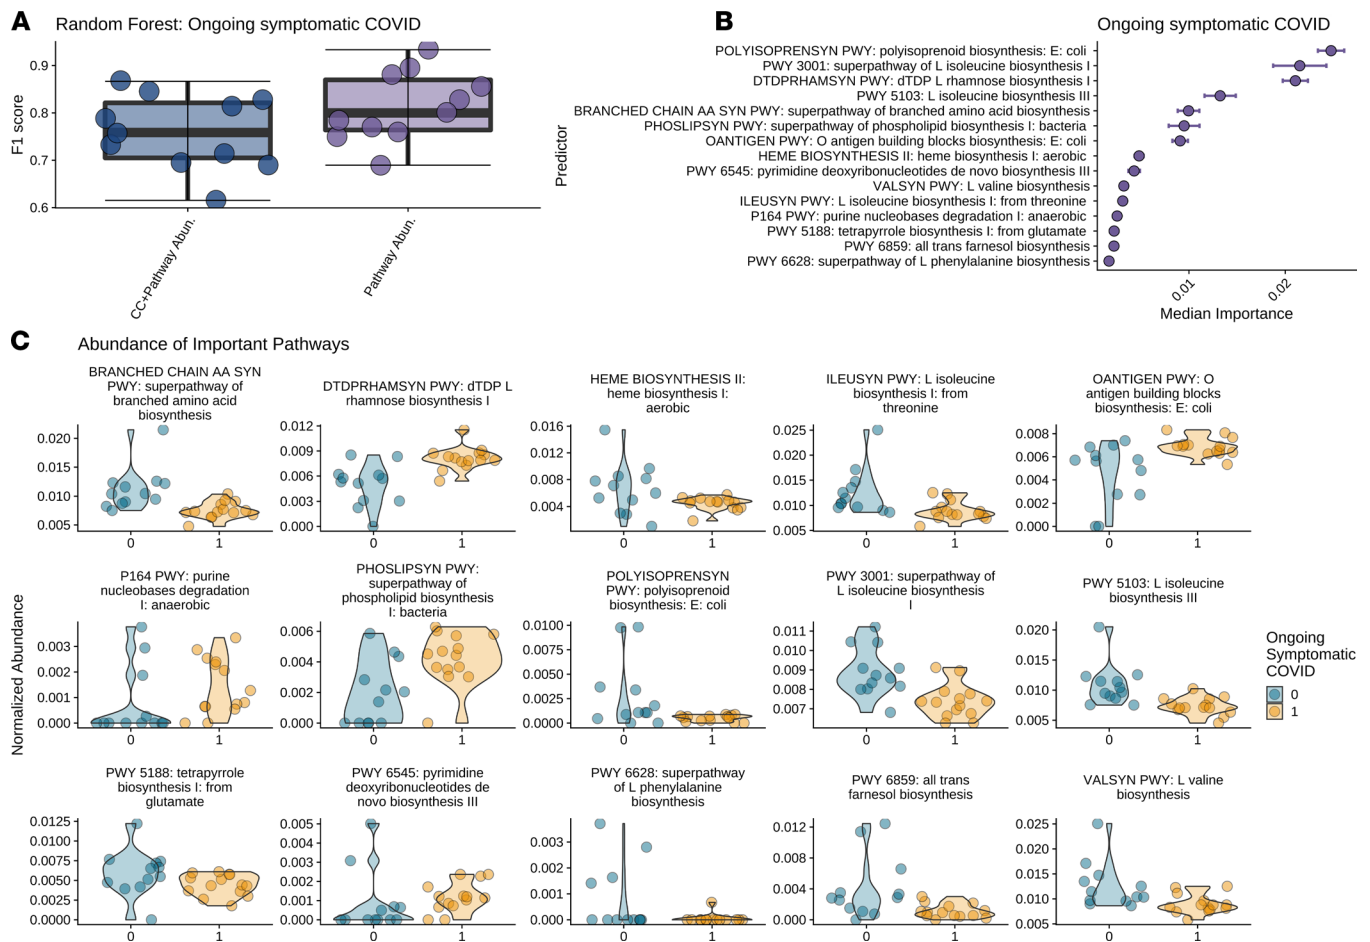 A
Random Forest: Ongoing symptomatic COVID
F1 score
0.9
0.8
0.7
0.6
CC+Pathway Abun.
Pathway Abun.
B
Ongoing symptomatic COVID
Predictor
POLYISOPRENSYN PWY: polyisoprenoid biosynthesis: E: coli
PWY 3001: superpathway of L isoleucine biosynthesis I
DTDPRHAMSYN PWY: dTDP L rhamnose biosynthesis I
PWY 5103: L isoleucine biosynthesis III
BRANCHED CHAIN AA SYN PWY: superpathway of branched amino acid biosynthesis
PHOSLIPSYN PWY: superpathway of phospholipid biosynthesis I: bacteria
OANTIGEN PWY: O antigen building blocks biosynthesis: E: coli
HEME BIOSYNTHESIS II: heme biosynthesis I: aerobic
PWY 6545: pyrimidine deoxyribonucleotides de novo biosynthesis III
VALSYN PWY: L valine biosynthesis
ILEUSYN PWY: L isoleucine biosynthesis I: from threonine
P164 PWY: purine nucleobases degradation I: anaerobic
PWY 5188: tetrapyrrole biosynthesis I: from glutamate
PWY 6859: all trans farnesol biosynthesis
PWY 6628: superpathway of L phenylalanine biosynthesis
0.01
0.02
Median Importance
C
Abundance of Important Pathways
Normalized Abundance
BRANCHED CHAIN AA SYN
PWY: superpathway of
branched amino acid
biosynthesis
0.020
0.015
0.010
0.005
0
1
DTDPRHAMSYN PWY: dTDP L
rhamnose biosynthesis I
0.012
0.009
0.006
0.003
0.000
0
1
HEME BIOSYNTHESIS II:
heme biosynthesis I:
aerobic
0.016
0.012
0.008
0.004
0
1
ILEUSYN PWY: L isoleucine
biosynthesis I: from
threonine
0.025
0.020
0.015
0.010
0.005
0
1
OANTIGEN PWY: O
antigen building blocks
biosynthesis: E: coli
0.008
0.006
0.004
0.002
0.000
0
1
P164 PWY: purine
nucleobases degradation
I: anaerobic
0.003
0.002
0.001
0.000
0
1
PHOSLIPSYN PWY:
superpathway of
phospholipid biosynthesis
I: bacteria
0.006
0.004
0.002
0.000
0
1
POLYISOPRENSYN
PWY: polyisoprenoid
biosynthesis: E: coli
0.0100
0.0075
0.0050
0.0025
0.0000
0
1
PWY 3001: superpathway of
L isoleucine biosynthesis
I
0.011
0.010
0.009
0.008
0.007
0
1
PWY 5103: L isoleucine
biosynthesis III
0.020
0.015
0.010
0.005
0
1
PWY 5188: tetrapyrrole
biosynthesis I: from
glutamate
0.0125
0.0100
0.0075
0.0050
0.0025
0.0000
0
1
PWY 6545: pyrimidine
deoxyribonucleotides de
novo biosynthesis III
0.005
0.004
0.003
0.002
0.001
0.000
0
1
PWY 6628: superpathway
of L phenylalanine
biosynthesis
0.003
0.002
0.001
0.000
0
1
PWY 6859: all trans
farnesol biosynthesis
0.012
0.008
0.004
0.000
0
1
VALSYN PWY: L valine
biosynthesis
0.025
0.020
0.015
0.010
0.005
0
1
Ongoing
Symptomatic
COVID
0
1